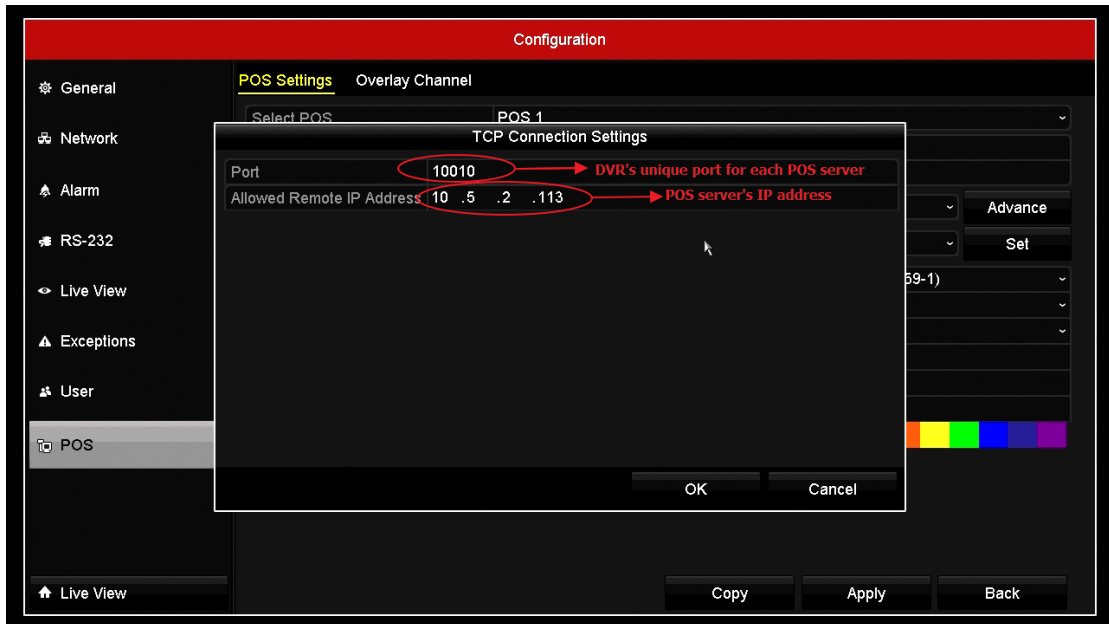 Configuration
General
Network
Alarm
RS-232
Live View
Exceptions
User
POS
Live View
POS Settings Overlay Channel
Select POS POS 1
Advance
Set
69-1)
TCP Connection Settings
Port 10010 DVR's unique port for each POS server
Allowed Remote IP Address 10 .5 .2 .113 POS server's IP address
OK Cancel
Copy Apply Back